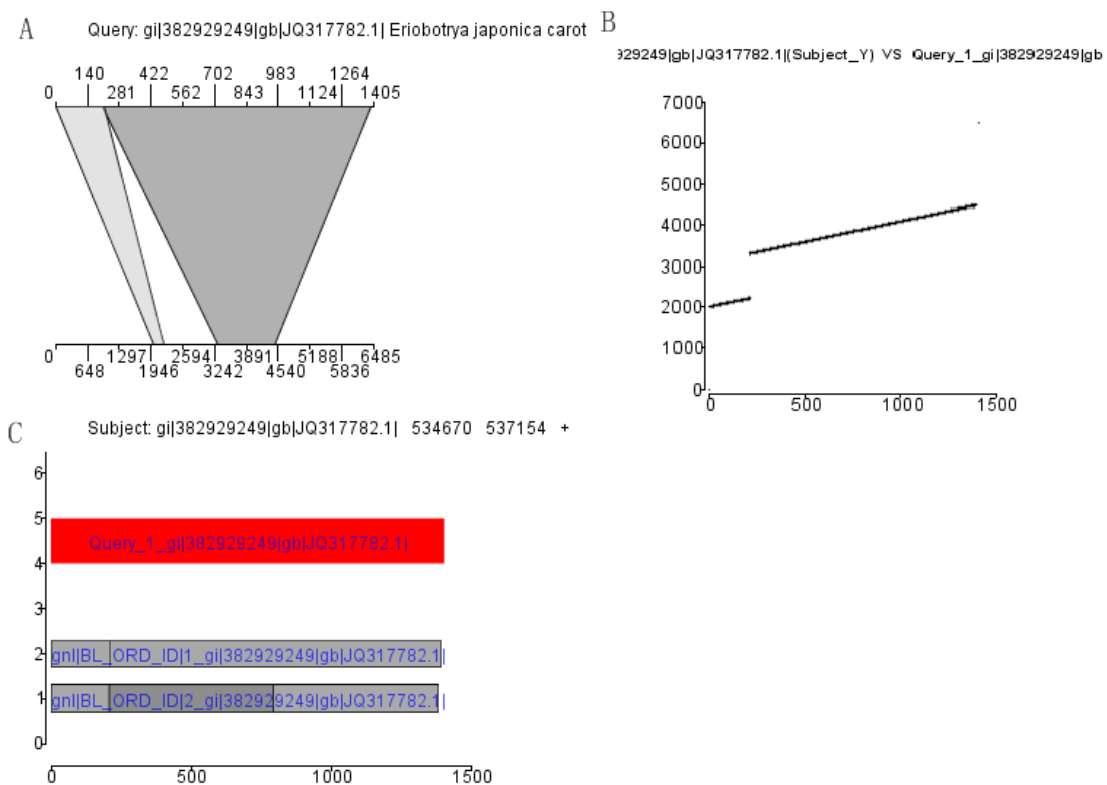 A
Query: gi|382929249|gb|JQ317782.1| Eriobotrya japonica carot
140 422 702 983 1264
0 281 562 843 1124 1405
0 1297 2594 3891 5188 6485
648 1946 3242 4540 5836
Subject: gi|382929249|gb|JQ317782.1| 534670 537154 +
B
929249|gb|JQ317782.1|(Subject_Y) VS Query_1_gi|382929249|gb
7000
6000
5000
4000
3000
2000
1000
0
0 500 1000 1500
C
6
5
Query_1_gi|382929249|gb|JQ317782.1|
4
3
2
gnl|BL_ORD_ID|1_gi|382929249|gb|JQ317782.1|
1
gnl|BL_ORD_ID|2_gi|382929249|gb|JQ317782.1|
0
0 500 1000 1500